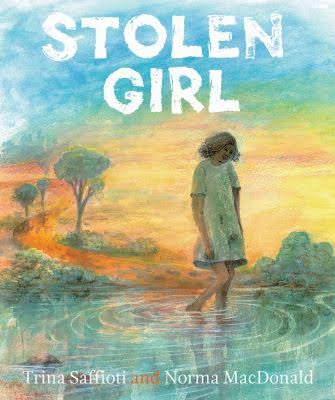 STOLEN
GIRL
Trina Saffioti and Norma MacDonald